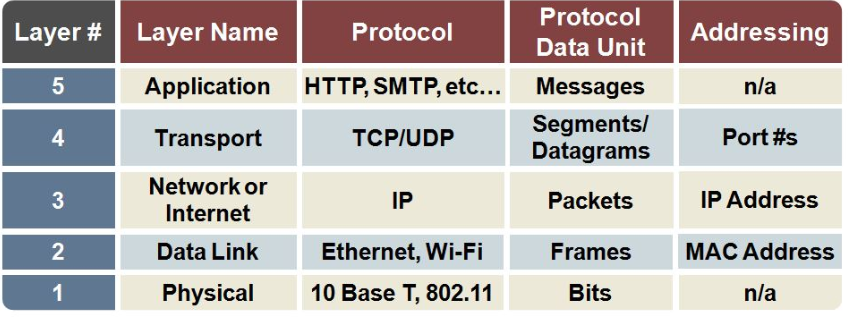 Layer # Layer Name Protocol Protocol Data Unit Addressing
5 Application HTTP, SMTP, etc… Messages n/a
4 Transport TCP/UDP Segments/ Datagrams Port #s
3 Network or Internet IP Packets IP Address
2 Data Link Ethernet, Wi-Fi Frames MAC Address
1 Physical 10 Base T, 802.11 Bits n/a